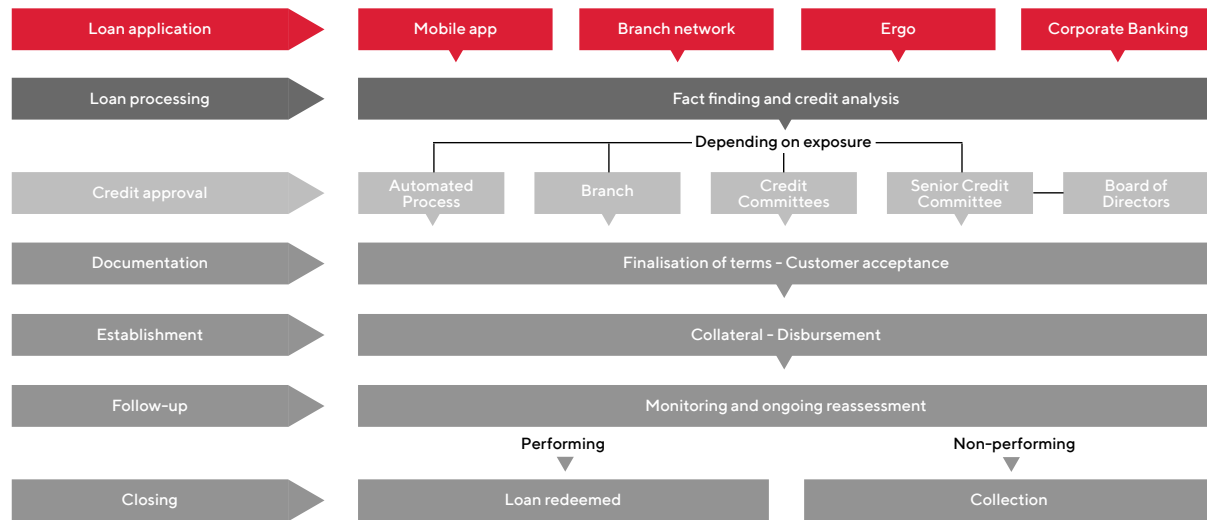 Loan application
Mobile app
Branch network
Ergo
Corporate Banking
Loan processing
Fact finding and credit analysis
Depending on exposure
Credit approval
Automated
Process
Branch
Credit
Committees
Senior Credit
Committee
Board of
Directors
Documentation
Finalisation of terms - Customer acceptance
Establishment
Collateral - Disbursement
Follow-up
Monitoring and ongoing reassessment
Performing
Non-performing
Closing
Loan redeemed
Collection